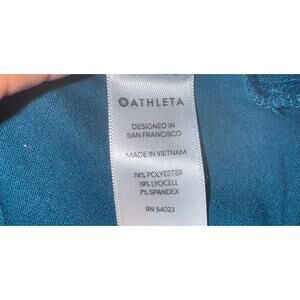 ATHLETA
DESIGNED IN
SAN FRANCISCO
MADE IN VIETNAM
74% POLYESTER
19% LYOCELL
7% SPANDEX
RN 54023